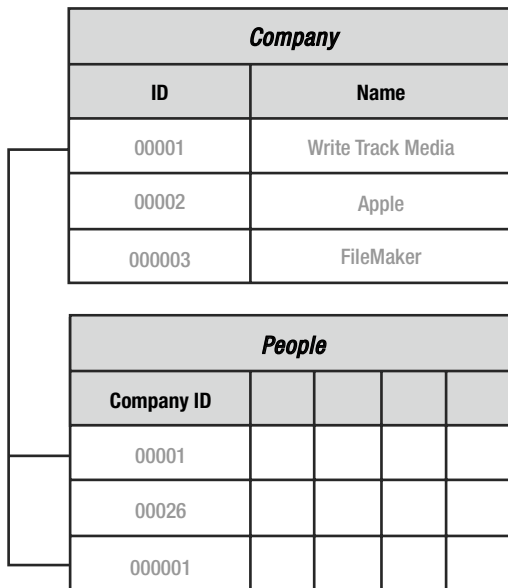 Company
ID Name
00001 Write Track Media
00002 Apple
000003 FileMaker
People
Company ID
00001
00026
000001